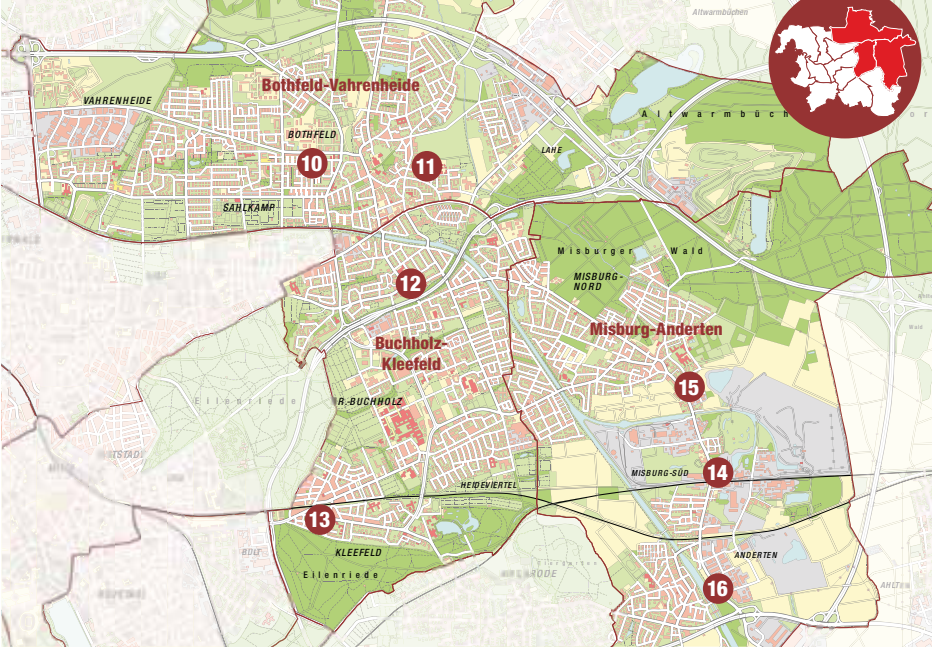 Altwarmbüchen
Bothfeld-Vahrenheide
VAHRENHEIDE
Altwarmbüch
BOTHFELD
LAHE
10
11
SAHLKAMP
Misburger Wald
12
MISBURG-
NORD
Misburg-Anderten
Buchholz-
Kleefeld
15
Eilenriede
R.-BUCHHOLZ
14
MISBURG-SÜD
HEIDEVIERTEL
13
KLEEFELD
ANDERTEN
Eilenriede
16